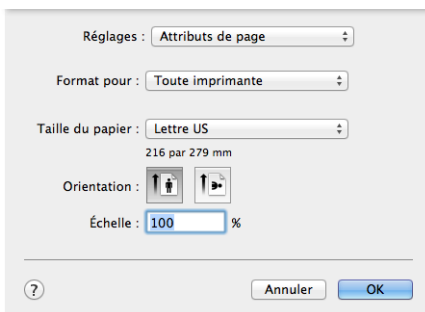 Réglages : Attributs de page
Format pour : Toute imprimante
Taille du papier : Lettre US
216 par 279 mm
Orientation :
Échelle : 100 %
? Annuler OK